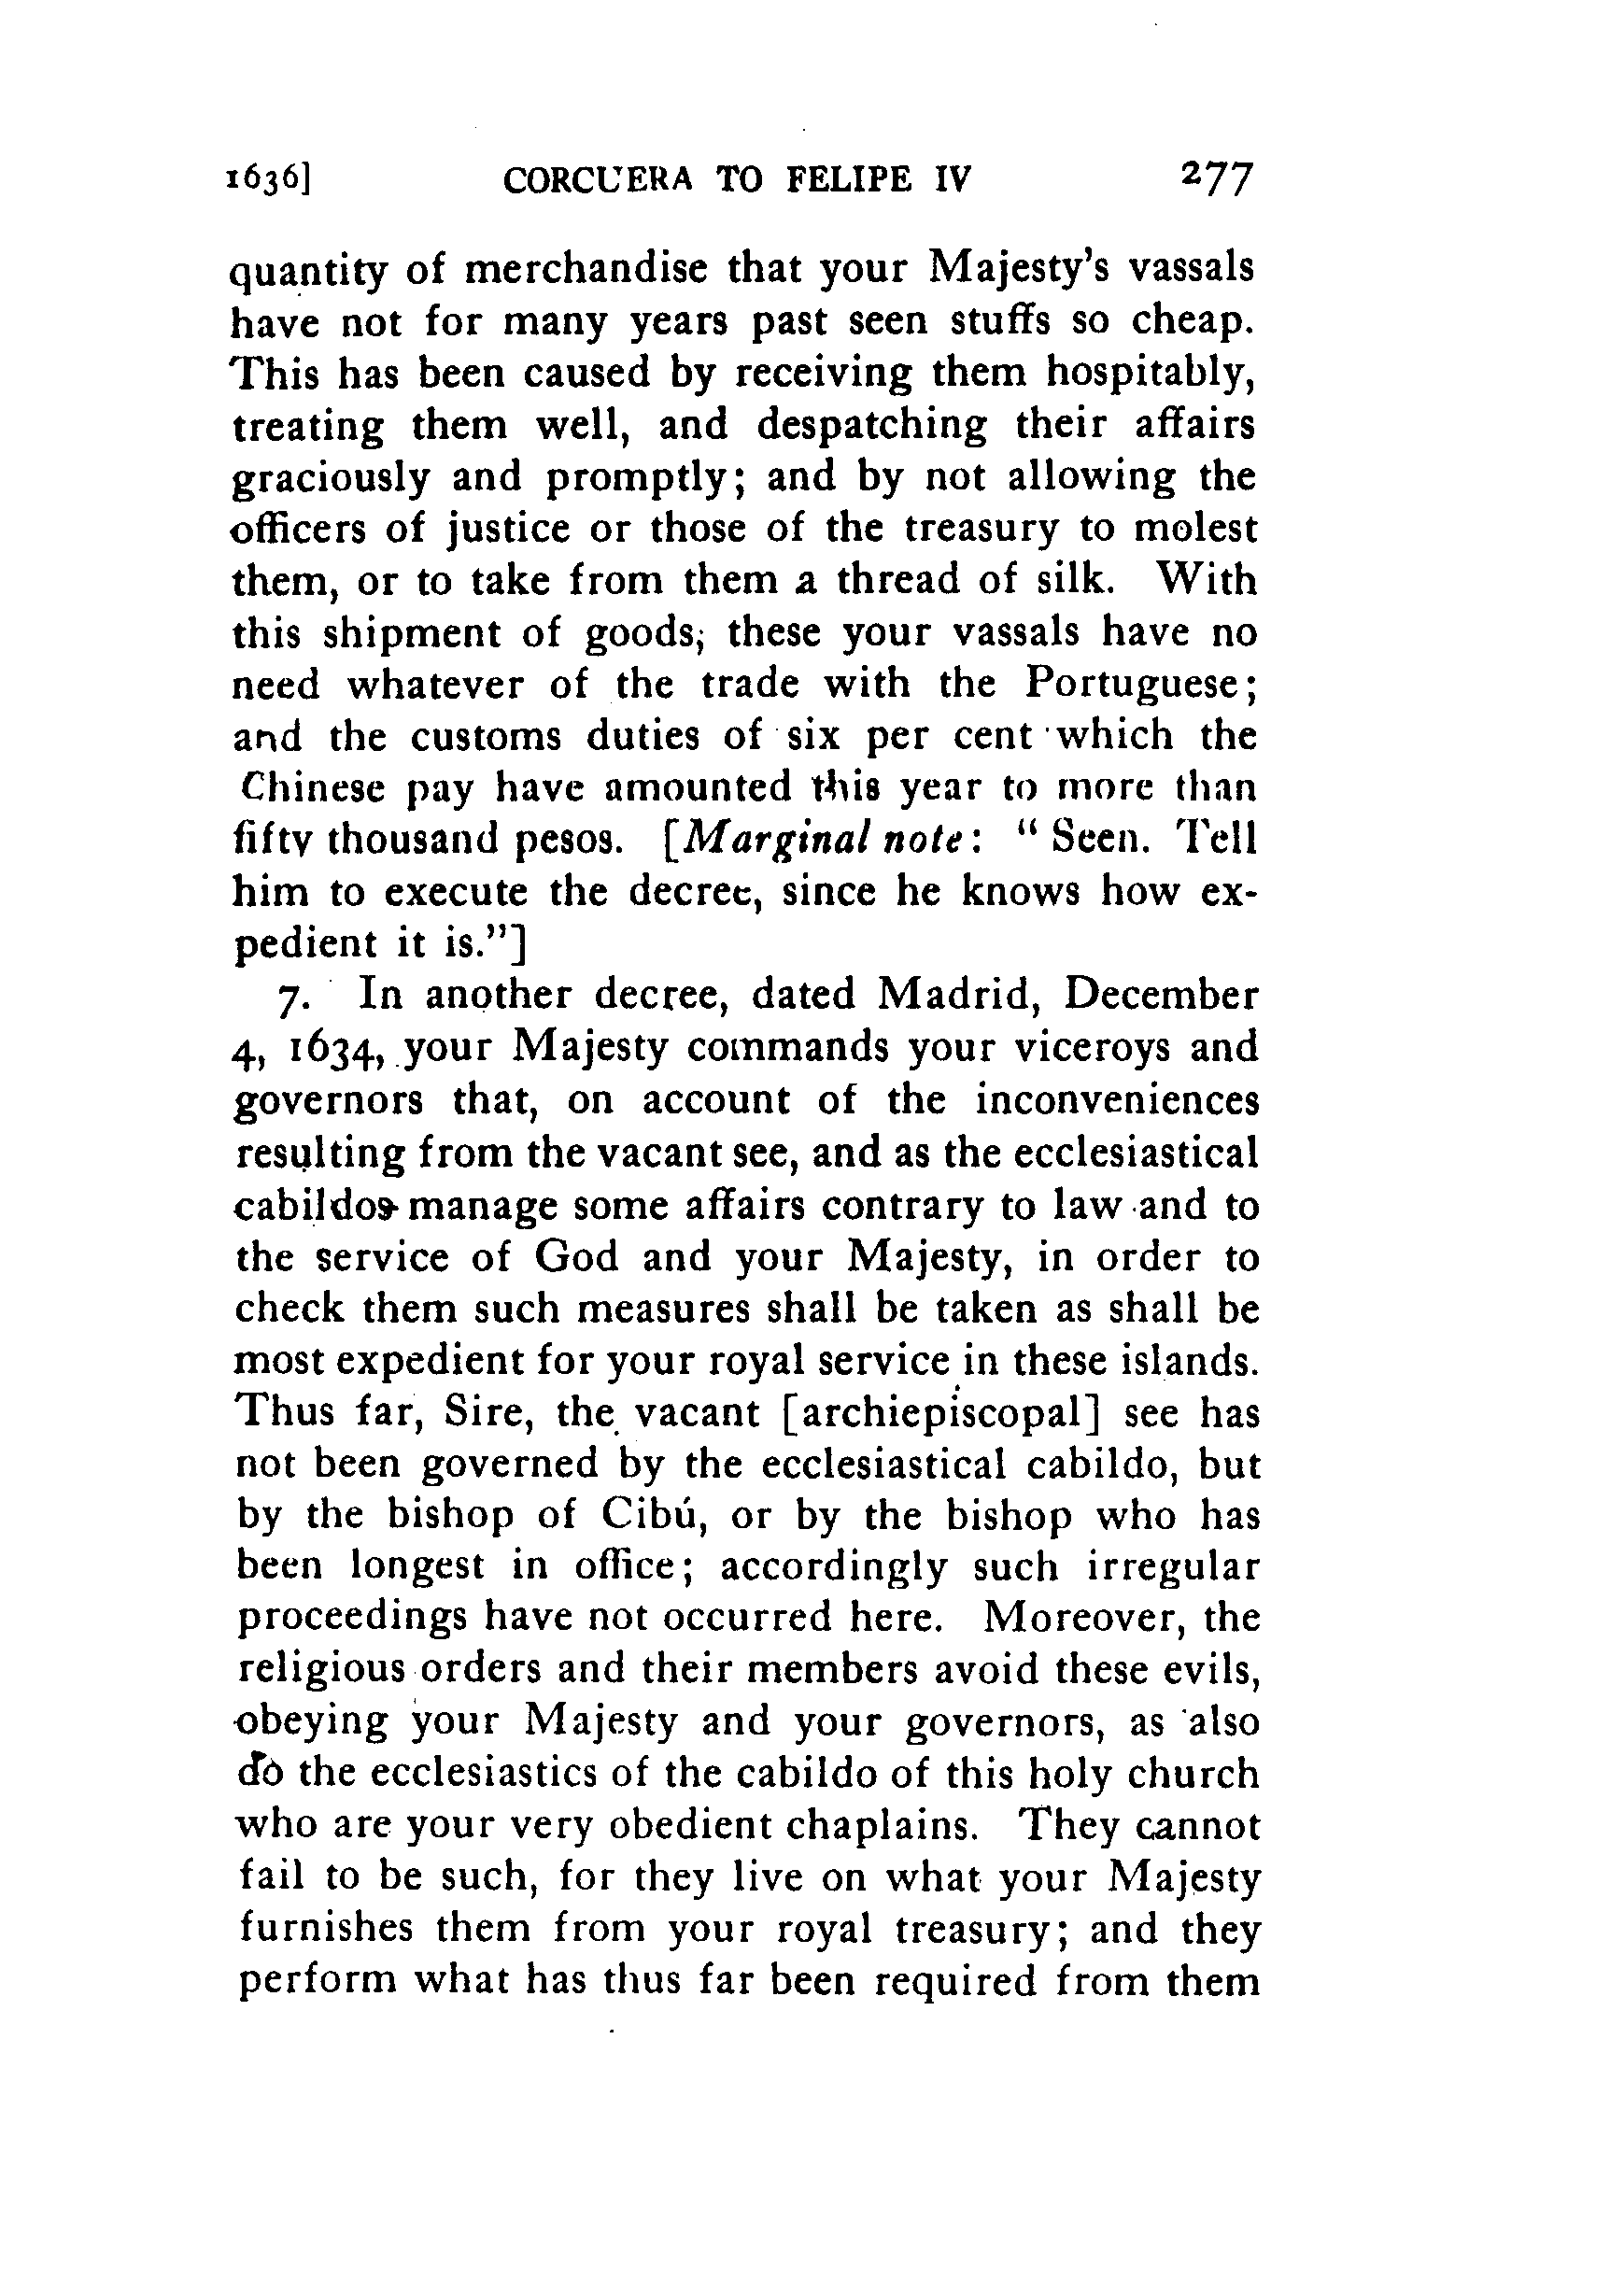 1636] CORCUERA TO FELIPE IV 277
quantity of merchandise that your Majesty's vassals
have not for many years past seen stuffs so cheap.
This has been caused by receiving them hospitably,
treating them well, and despatching their affairs
graciously and promptly; and by not allowing the
officers of justice or those of the treasury to molest
them, or to take from them a thread of silk. With
this shipment of goods, these your vassals have no
need whatever of the trade with the Portuguese;
and the customs duties of six per cent which the
Chinese pay have amounted this year to more than
fifty thousand pesos. [Marginal note: " Seen. Tell
him to execute the decree, since he knows how ex-
pedient it is."]
7. In another decree, dated Madrid, December
4, 1634, your Majesty commands your viceroys and
governors that, on account of the inconveniences
resulting from the vacant see, and as the ecclesiastical
cabildos manage some affairs contrary to law and to
the service of God and your Majesty, in order to
check them such measures shall be taken as shall be
most expedient for your royal service in these islands.
Thus far, Sire, the vacant [archiepiscopal] see has
not been governed by the ecclesiastical cabildo, but
by the bishop of Cibú, or by the bishop who has
been longest in office; accordingly such irregular
proceedings have not occurred here. Moreover, the
religious orders and their members avoid these evils,
obeying your Majesty and your governors, as also
do the ecclesiastics of the cabildo of this holy church
who are your very obedient chaplains. They cannot
fail to be such, for they live on what your Majesty
furnishes them from your royal treasury; and they
perform what has thus far been required from them